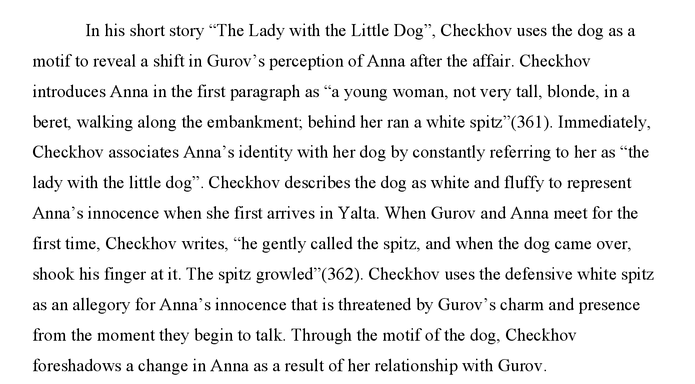 In his short story “The Lady with the Little Dog”, Checkhov uses the dog as a
motif to reveal a shift in Gurov’s perception of Anna after the affair. Checkhov
introduces Anna in the first paragraph as “a young woman, not very tall, blonde, in a
beret, walking along the embankment; behind her ran a white spitz”(361). Immediately,
Checkhov associates Anna’s identity with her dog by constantly referring to her as “the
lady with the little dog”. Checkhov describes the dog as white and fluffy to represent
Anna’s innocence when she first arrives in Yalta. When Gurov and Anna meet for the
first time, Checkhov writes, “he gently called the spitz, and when the dog came over,
shook his finger at it. The spitz growled”(362). Checkhov uses the defensive white spitz
as an allegory for Anna’s innocence that is threatened by Gurov’s charm and presence
from the moment they begin to talk. Through the motif of the dog, Checkhov
foreshadows a change in Anna as a result of her relationship with Gurov.